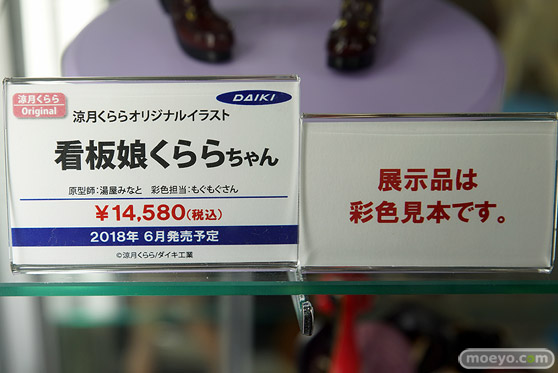 涼月くらら
Original
DAIKI
涼月くららオリジナルイラスト
看板娘くららちゃん
原型師:湯屋みなと 彩色担当:もぐもぐさん
¥14,580(税込)
2018年 6月発売予定
©涼月くらら/ダイキ工業
展示品は
彩色見本です。
moeyo.com